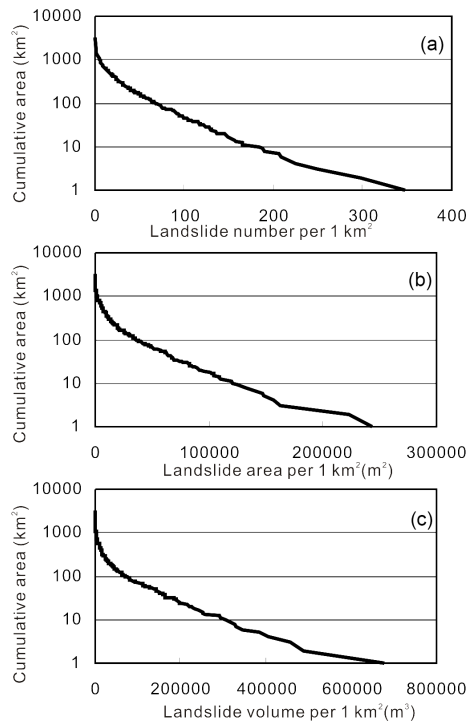 10000
(a)
1000
100
10
1
Cumulative area (km²)
0 100 200 300 400
Landslide number per 1 km²
10000
(b)
1000
100
10
1
Cumulative area (km²)
0 100000 200000 300000
Landslide area per 1 km²(m²)
10000
(c)
1000
100
10
1
Cumulative area (km²)
0 200000 400000 600000 800000
Landslide volume per 1 km²(m³)